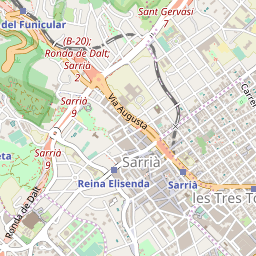 Sant Gervasi
del Funicular
(B-20);
Ronda de Dalt;
Sarrià
2
Sarrià
9
Via Augusta
Carrer
Sarrià
9
Sarrià
Reina Elisenda
Sarrià
les Tres To
Ronda de Dalt